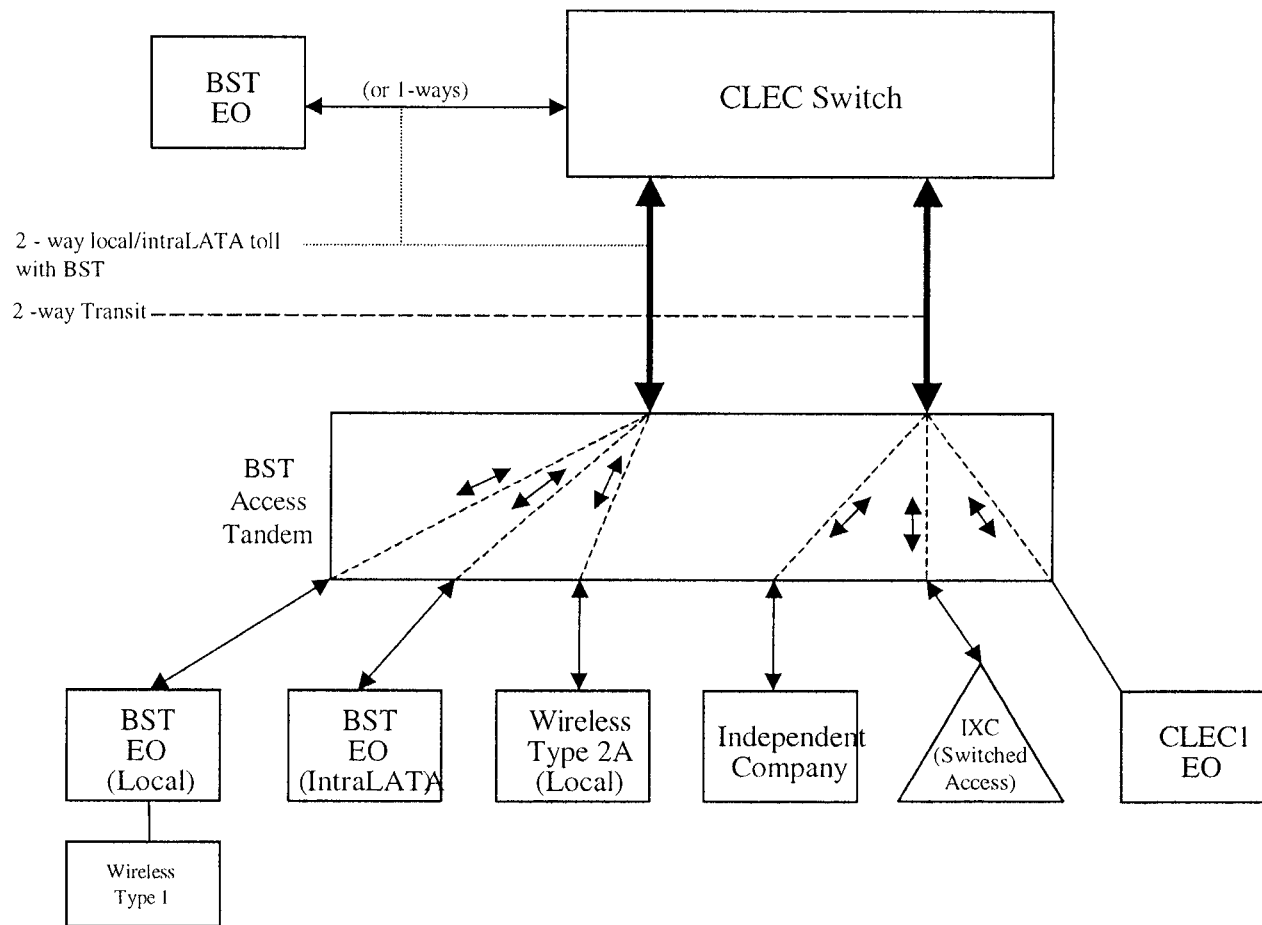 BST
EO
(or 1-ways)
CLEC Switch
2 - way local/intraLATA toll
with BST
2 -way Transit
BST
Access
Tandem
BST
EO
(Local)
BST
EO
(IntraLATA)
Wireless
Type 2A
(Local)
Independent
Company
IXC
(Switched
Access)
CLEC1
EO
Wireless
Type 1